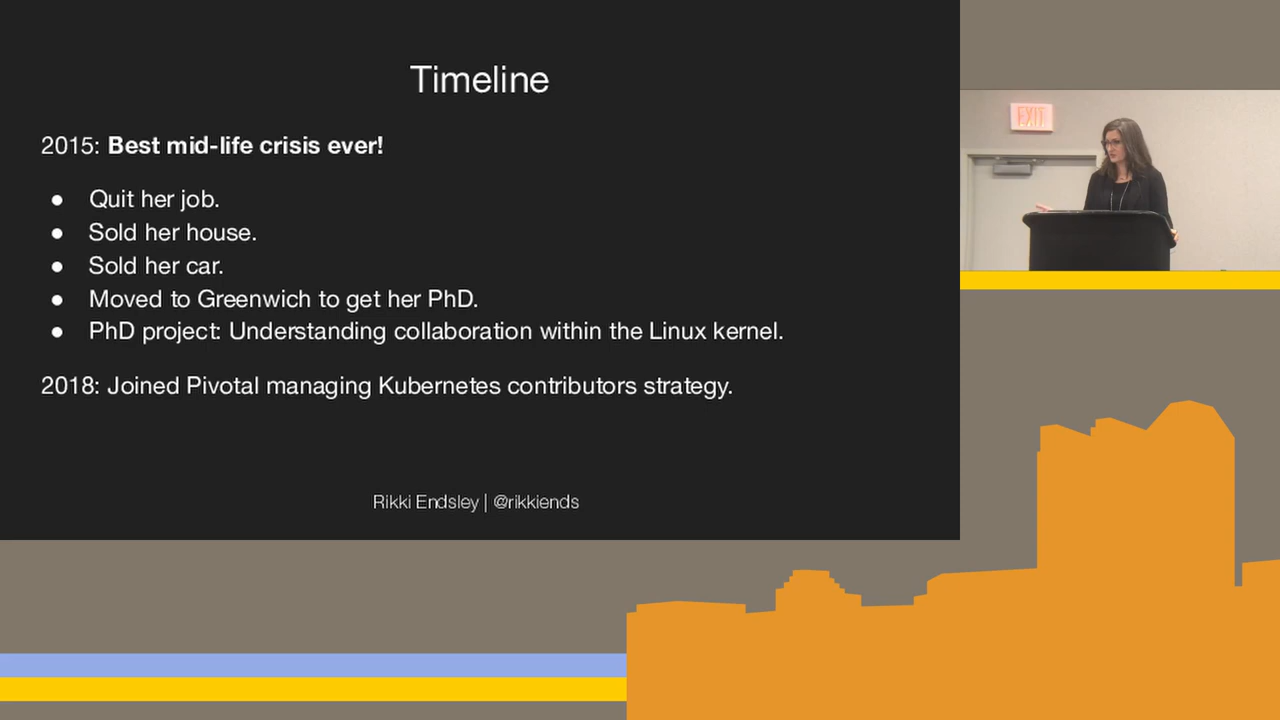 Timeline
2015: Best mid-life crisis ever!
● Quit her job.
● Sold her house.
● Sold her car.
● Moved to Greenwich to get her PhD.
● PhD project: Understanding collaboration within the Linux kernel.
2018: Joined Pivotal managing Kubernetes contributors strategy.
Rikki Endsley | @rikkiends
EXIT